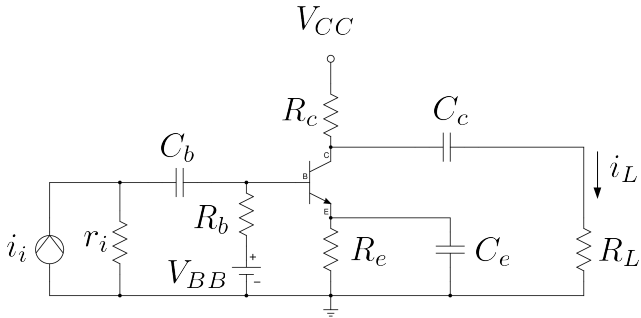 V_CC
R_c
C_c
C_b
C
B
i_L
E
R_b
i_i
r_i
R_e
C_e
R_L
+
V_BB
−